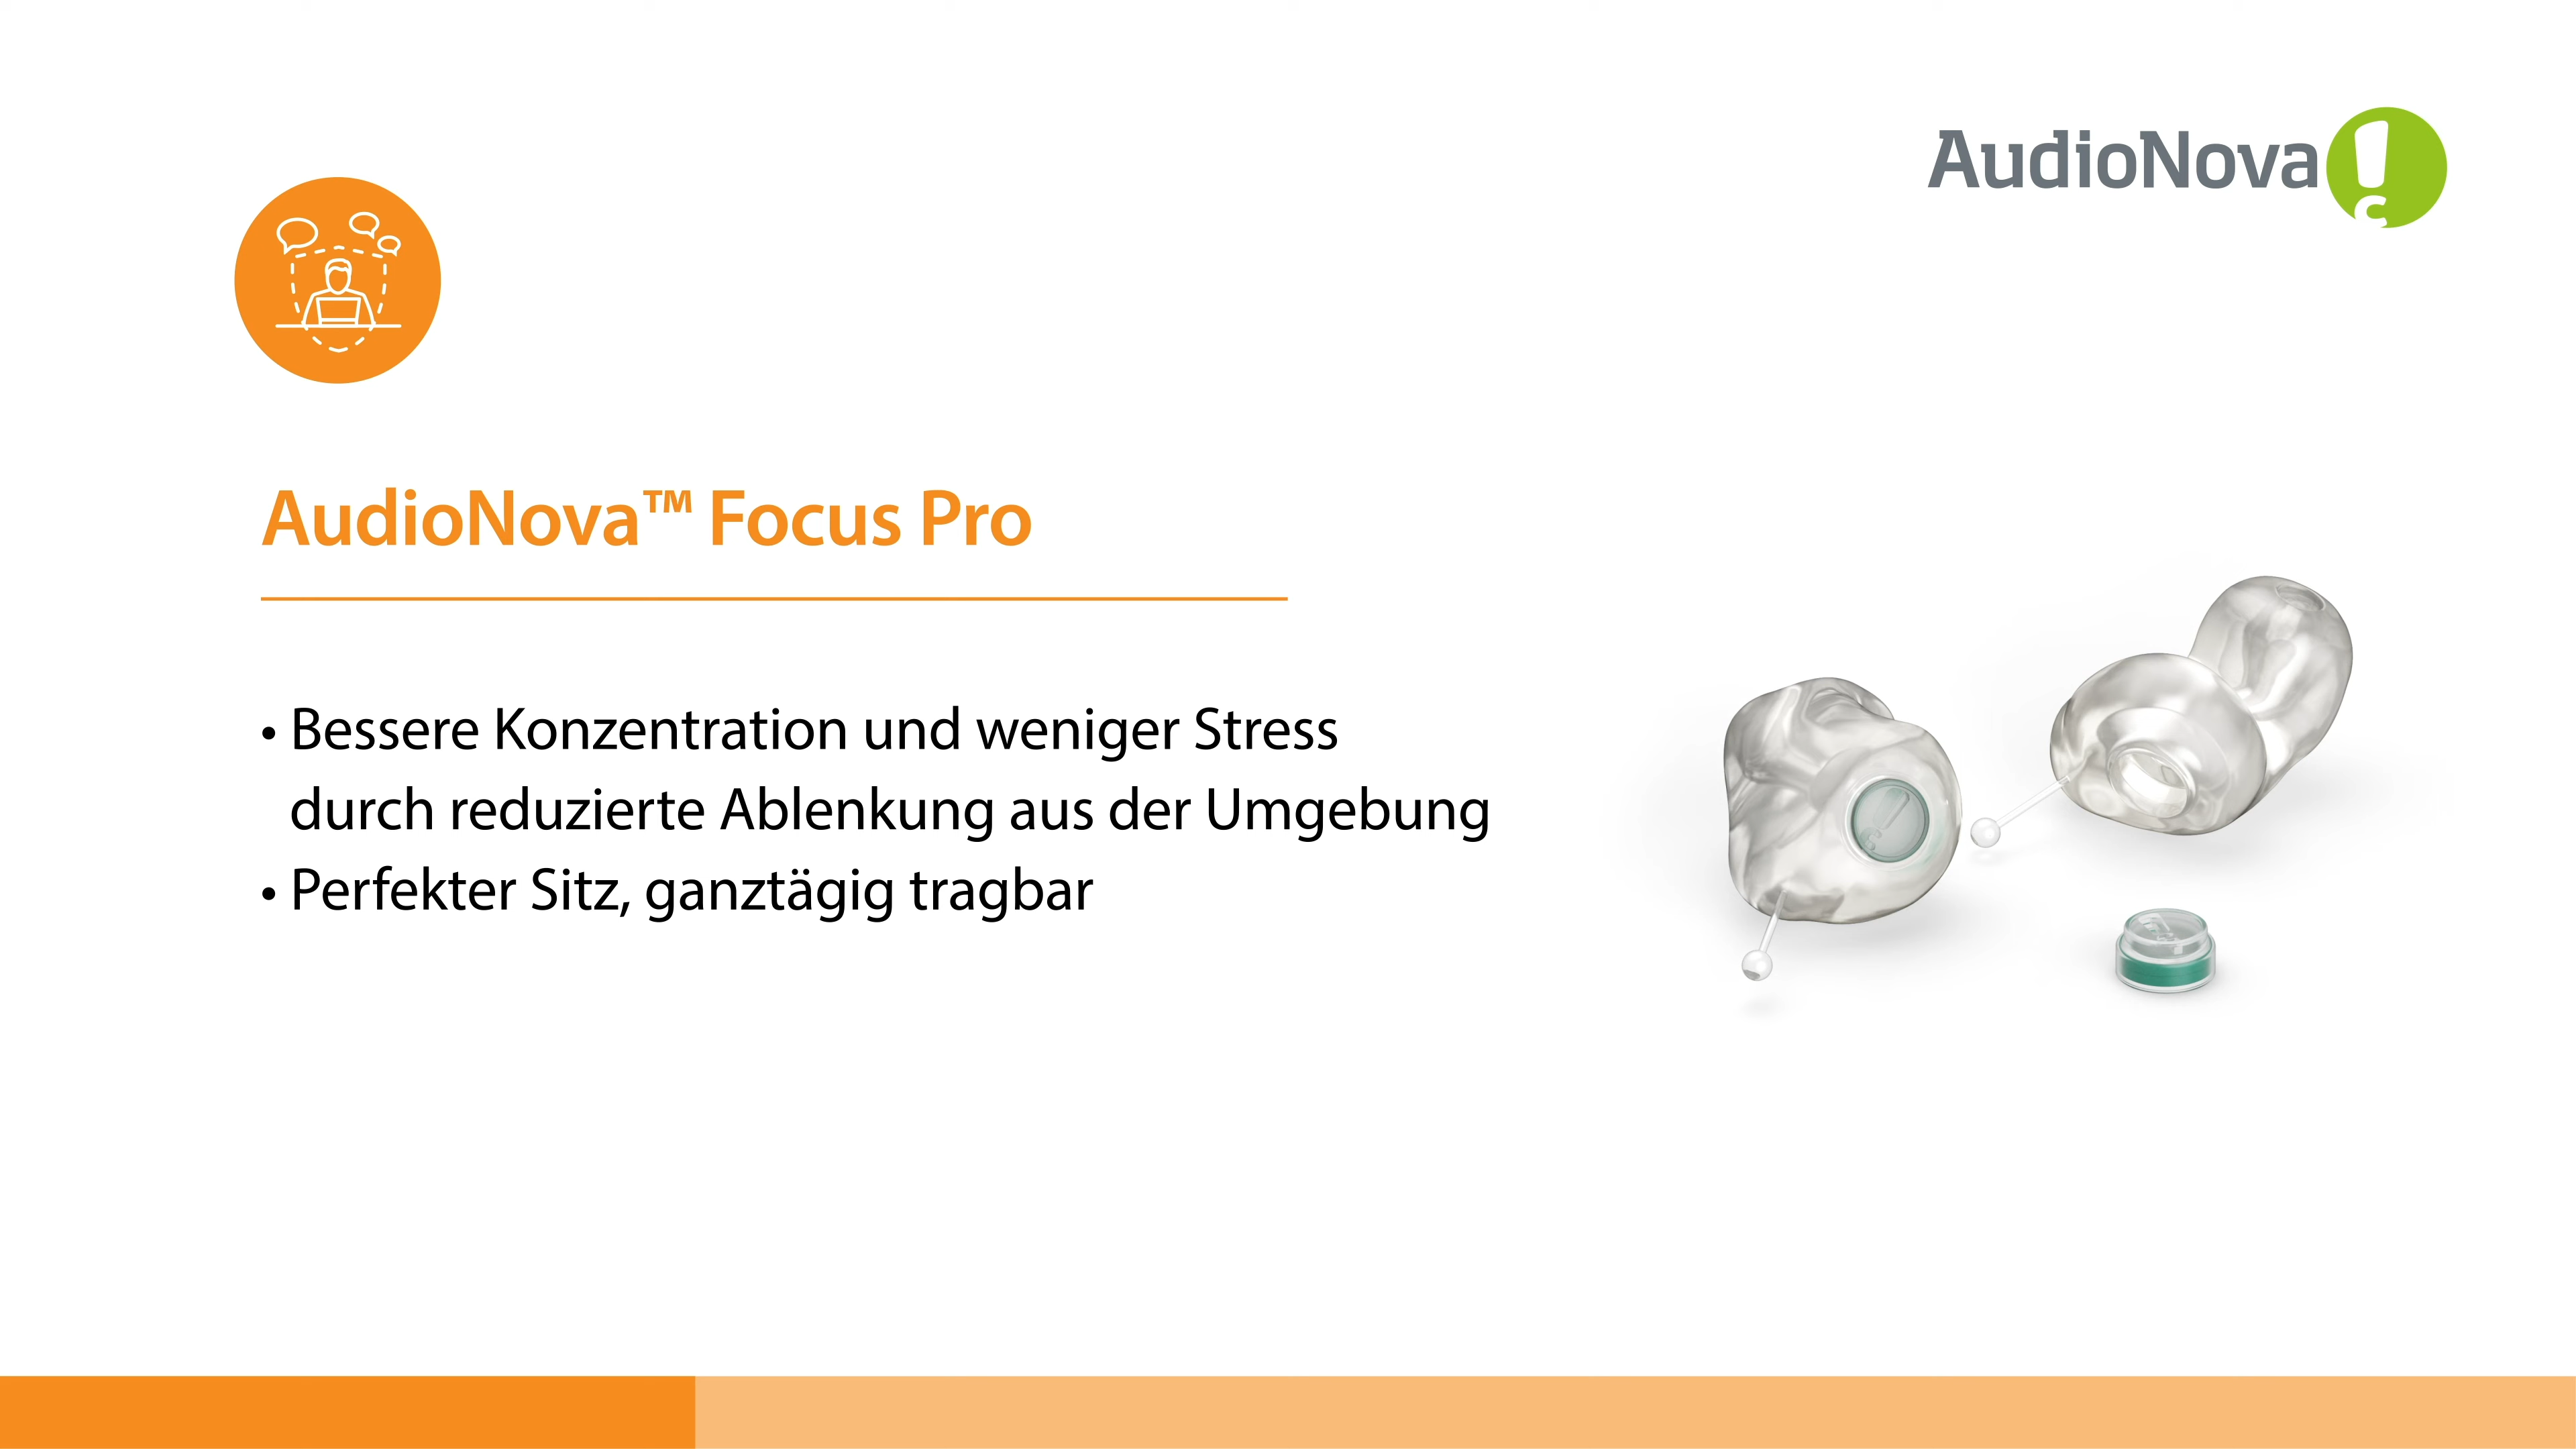 AudioNova
AudioNova™ Focus Pro
• Bessere Konzentration und weniger Stress
durch reduzierte Ablenkung aus der Umgebung
• Perfekter Sitz, ganztägig tragbar